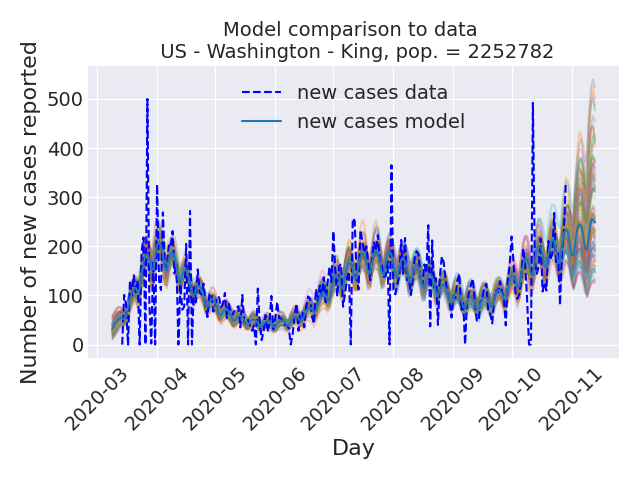 Model comparison to data
US - Washington - King, pop. = 2252782
Number of new cases reported
500
400
300
200
100
0
new cases data
new cases model
2020-03
2020-04
2020-05
2020-06
2020-07
2020-08
2020-09
2020-10
2020-11
Day